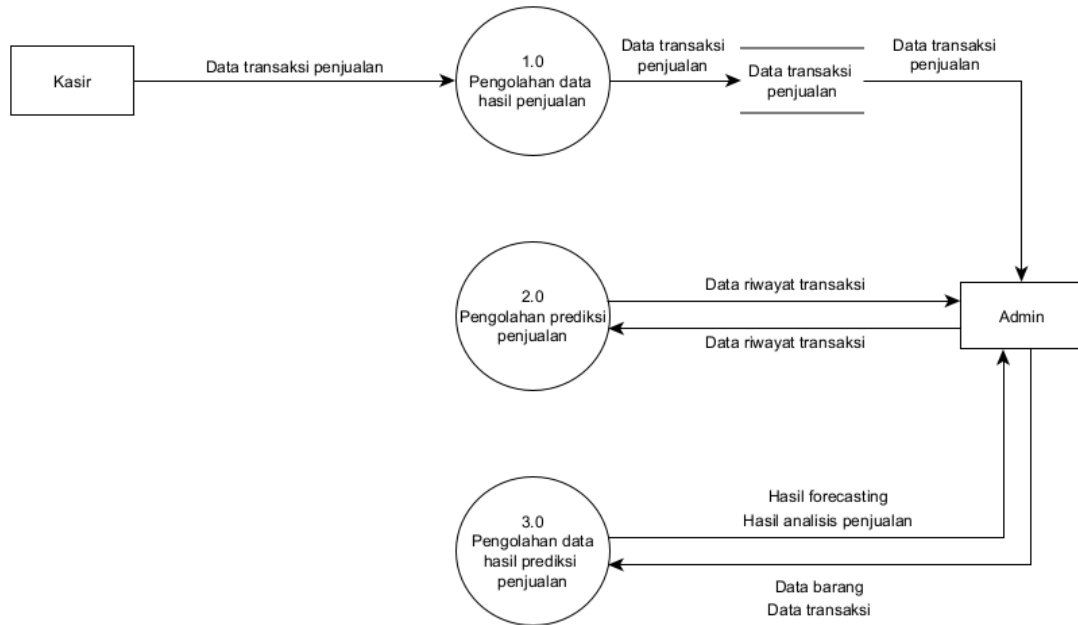 Kasir
Data transaksi penjualan
1.0
Pengolahan data
hasil penjualan
Data transaksi
penjualan
Data transaksi
penjualan
Data transaksi
penjualan
2.0
Pengolahan prediksi
penjualan
Data riwayat transaksi
Data riwayat transaksi
Admin
3.0
Pengolahan data
hasil prediksi
penjualan
Hasil forecasting
Hasil analisis penjualan
Data barang
Data transaksi